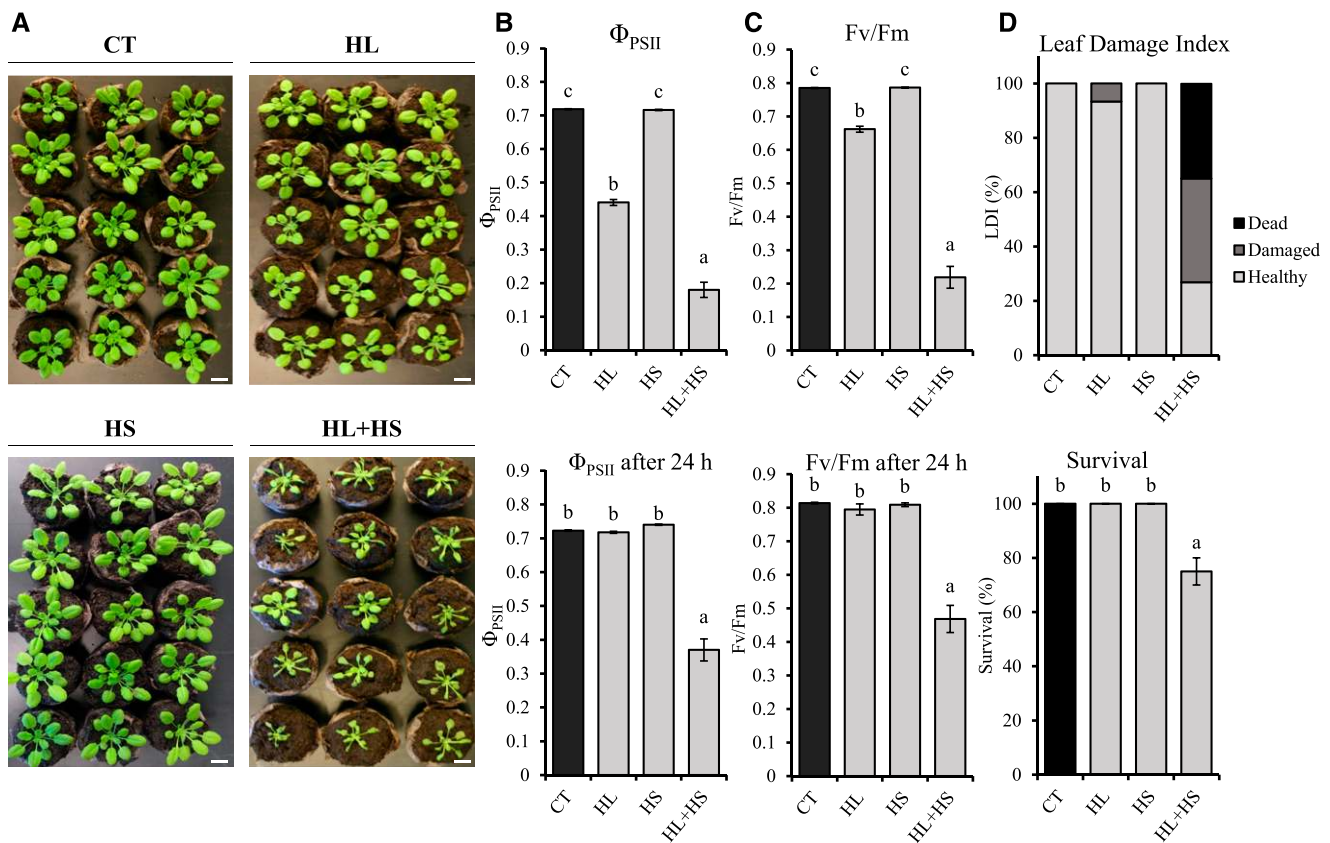 A
CT
HL
HS
HL+HS
B
Φ_PSII
0.9
0.8
0.7
0.6
0.5
0.4
0.3
0.2
0.1
0
Φ_PSII
c
b
c
a
CT
HL
HS
HL+HS
Φ_PSII after 24 h
0.9
0.8
0.7
0.6
0.5
0.4
0.3
0.2
0.1
0
Φ_PSII
b
b
b
a
CT
HL
HS
HL+HS
C
Fv/Fm
0.9
0.8
0.7
0.6
0.5
0.4
0.3
0.2
0.1
0
Fv/Fm
c
b
c
a
CT
HL
HS
HL+HS
Fv/Fm after 24 h
0.9
0.8
0.7
0.6
0.5
0.4
0.3
0.2
0.1
0
Fv/Fm
b
b
b
a
CT
HL
HS
HL+HS
D
Leaf Damage Index
100
80
60
40
20
0
LDI (%)
CT
HL
HS
HL+HS
Dead
Damaged
Healthy
Survival
100
80
60
40
20
0
Survival (%)
b
b
b
a
CT
HL
HS
HL+HS